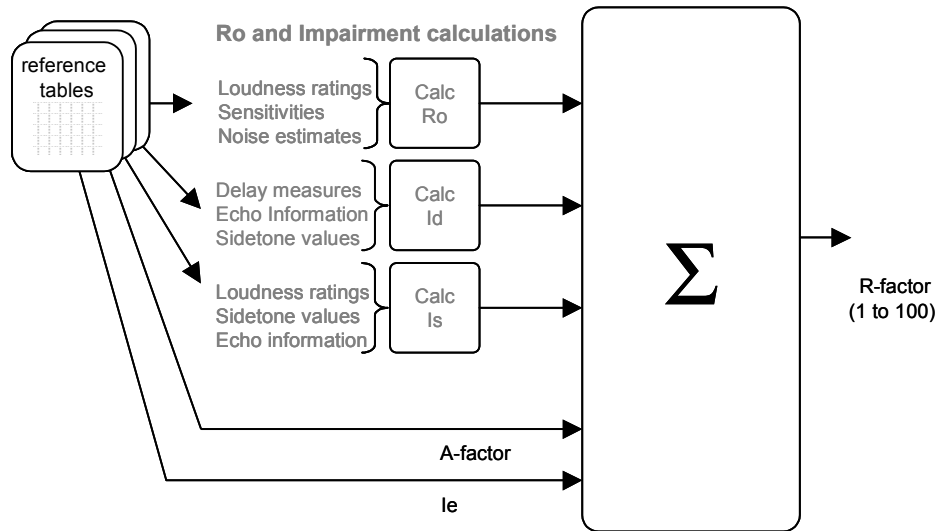 Ro and Impairment calculations
reference
tables
Loudness ratings
Sensitivities
Noise estimates
Calc
Ro
Delay measures
Echo Information
Sidetone values
Calc
Id
Loudness ratings
Sidetone values
Echo information
Calc
Is
Σ
R-factor
(1 to 100)
A-factor
Ie